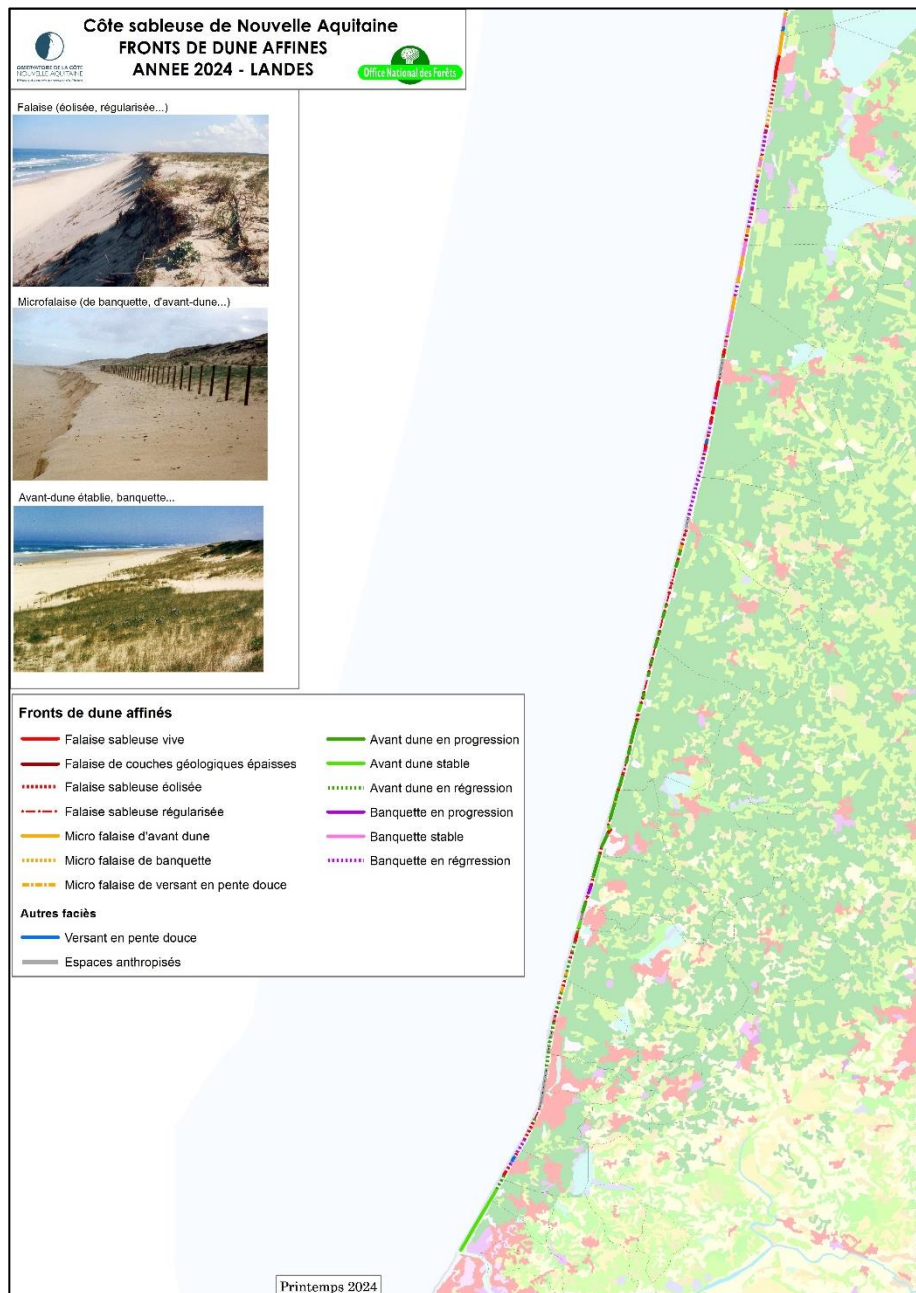 Côte sableuse de Nouvelle Aquitaine
FRONTS DE DUNE AFFINES
ANNEE 2024 - LANDES
OBSERVATOIRE DE LA CÔTE
NOUVELLE AQUITAINE
Office National des Forêts
Falaise (éolisée, régularisée...)
Microfalaise (de banquette, d'avant-dune...)
Avant-dune établie, banquette...
Fronts de dune affinés
Falaise sableuse vive
Falaise de couches géologiques épaisses
Falaise sableuse éolisée
Falaise sableuse régularisée
Micro falaise d'avant dune
Micro falaise de banquette
Micro falaise de versant en pente douce
Avant dune en progression
Avant dune stable
Avant dune en régression
Banquette en progression
Banquette stable
Banquette en régrression
Autres faciès
Versant en pente douce
Espaces anthropisés
Printemps 2024